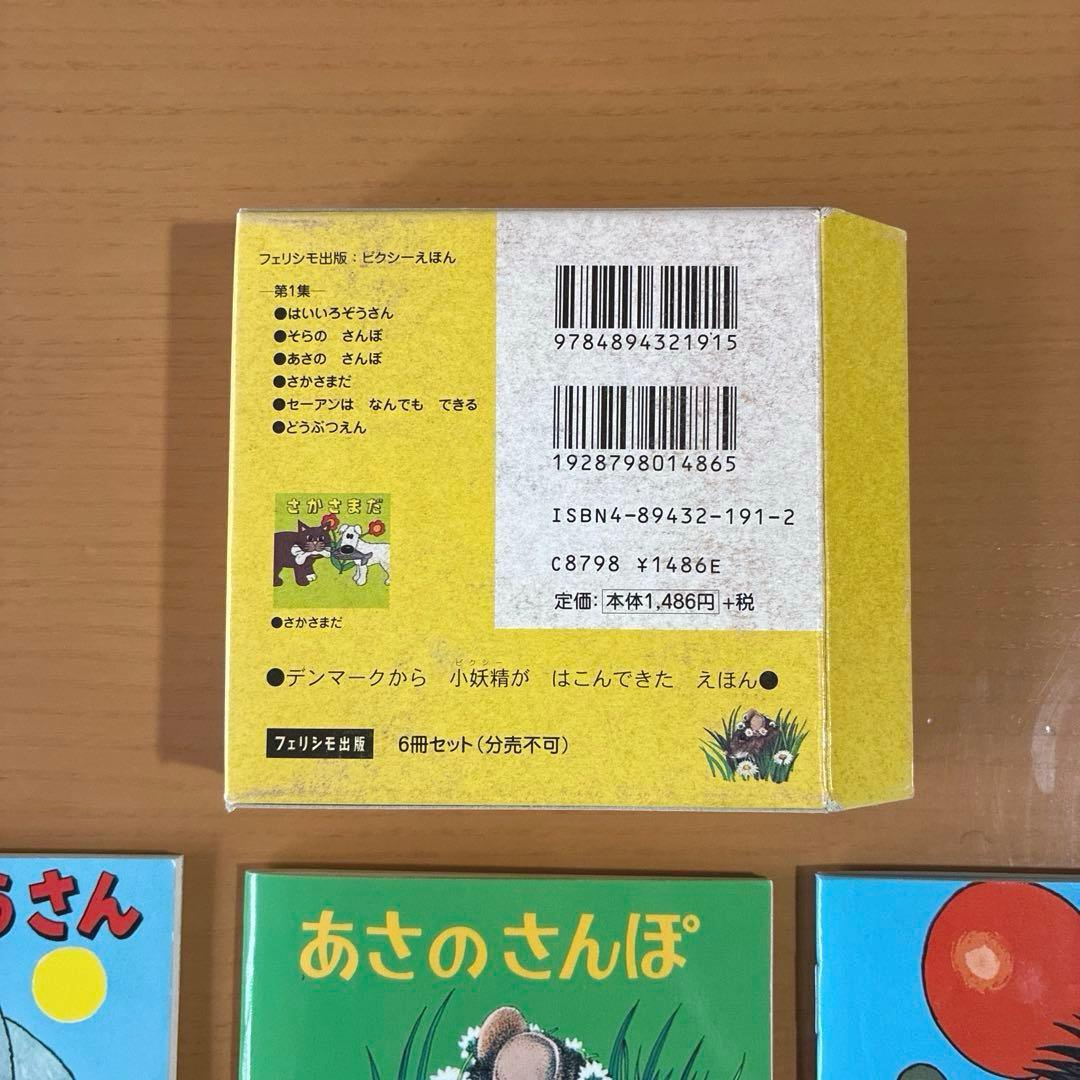 フェリシモ出版：ピクシーえほん
―第1集―
●はいいろぞうさん
●そらの　さんぽ
●あさの　さんぽ
●さかさまだ
●セーアンは　なんでも　できる
●どうぶつえん
さかさまだ
●さかさまだ
9784894321915
1928798014865
ISBN4-89432-191-2
C8798 ¥1486E
定価：本体1,486円+税
ピクシー
●デンマークから　小妖精が　はこんできた　えほん●
フェリシモ出版　6冊セット（分売不可）
うさん
あさのさんぽ